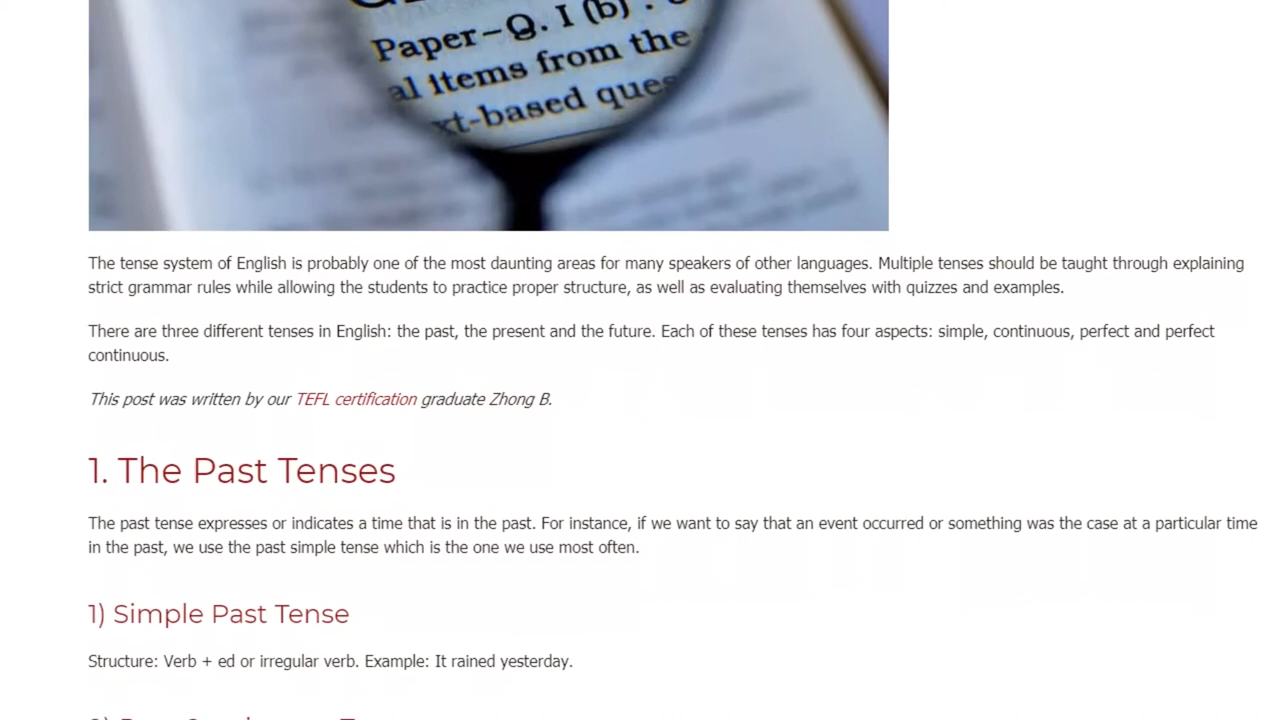 Paper-Q. I (b)
al items from the
xt-based ques
The tense system of English is probably one of the most daunting areas for many speakers of other languages. Multiple tenses should be taught through explaining
strict grammar rules while allowing the students to practice proper structure, as well as evaluating themselves with quizzes and examples.
There are three different tenses in English: the past, the present and the future. Each of these tenses has four aspects: simple, continuous, perfect and perfect
continuous.
This post was written by our TEFL certification graduate Zhong B.
1. The Past Tenses
The past tense expresses or indicates a time that is in the past. For instance, if we want to say that an event occurred or something was the case at a particular time
in the past, we use the past simple tense which is the one we use most often.
1) Simple Past Tense
Structure: Verb + ed or irregular verb. Example: It rained yesterday.